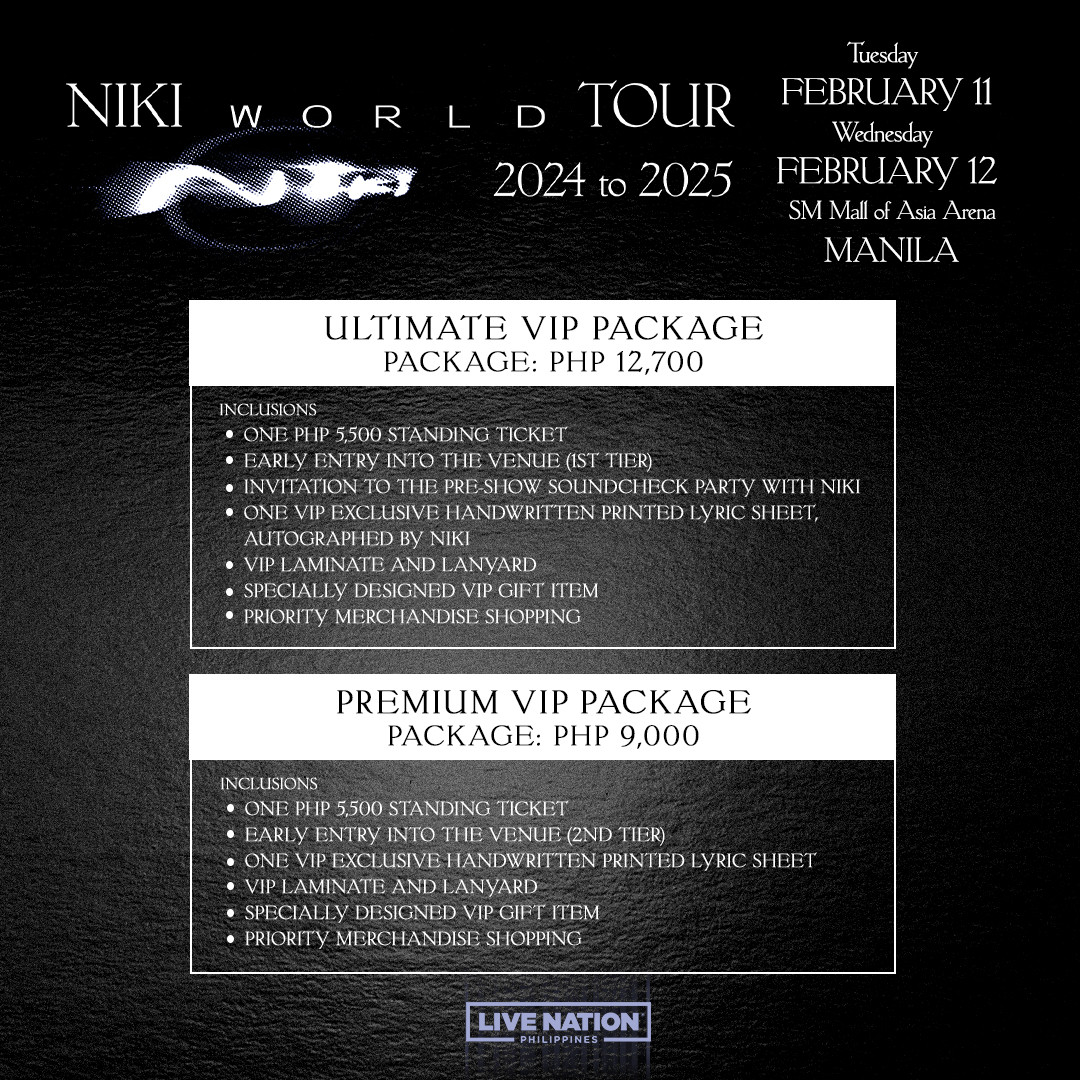 NIKI WORLD TOUR
2024 to 2025
Tuesday
FEBRUARY 11
Wednesday
FEBRUARY 12
SM Mall of Asia Arena
MANILA
ULTIMATE VIP PACKAGE
PACKAGE: PHP 12,700
INCLUSIONS
• ONE PHP 5,500 STANDING TICKET
• EARLY ENTRY INTO THE VENUE (1ST TIER)
• INVITATION TO THE PRE-SHOW SOUNDCHECK PARTY WITH NIKI
• ONE VIP EXCLUSIVE HANDWRITTEN PRINTED LYRIC SHEET,
AUTOGRAPHED BY NIKI
• VIP LAMINATE AND LANYARD
• SPECIALLY DESIGNED VIP GIFT ITEM
• PRIORITY MERCHANDISE SHOPPING
PREMIUM VIP PACKAGE
PACKAGE: PHP 9,000
INCLUSIONS
• ONE PHP 5,500 STANDING TICKET
• EARLY ENTRY INTO THE VENUE (2ND TIER)
• ONE VIP EXCLUSIVE HANDWRITTEN PRINTED LYRIC SHEET
• VIP LAMINATE AND LANYARD
• SPECIALLY DESIGNED VIP GIFT ITEM
• PRIORITY MERCHANDISE SHOPPING
LIVE NATION
PHILIPPINES